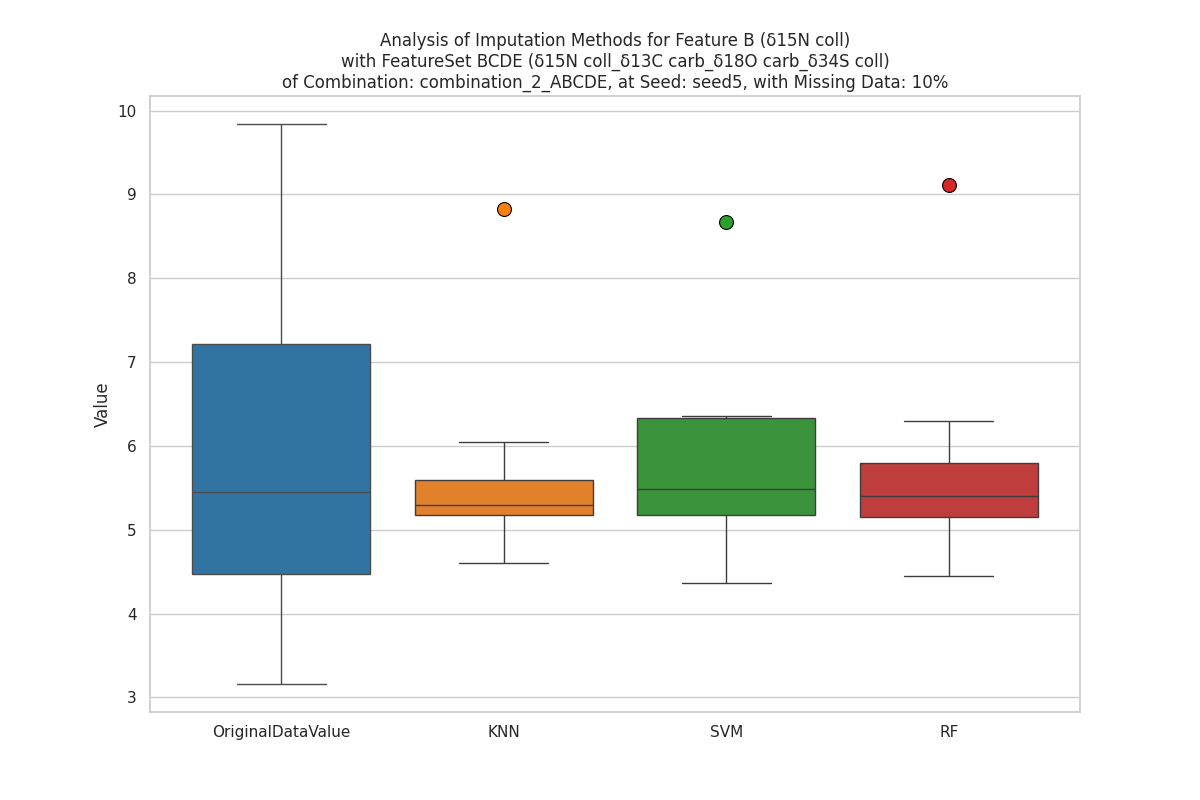 Analysis of Imputation Methods for Feature B (δ15N coll)
with FeatureSet BCDE (δ15N coll_δ13C carb_δ18O carb_δ34S coll)
of Combination: combination_2_ABCDE, at Seed: seed5, with Missing Data: 10%
10
9
8
7
6
5
4
3
Value
OriginalDataValue
KNN
SVM
RF